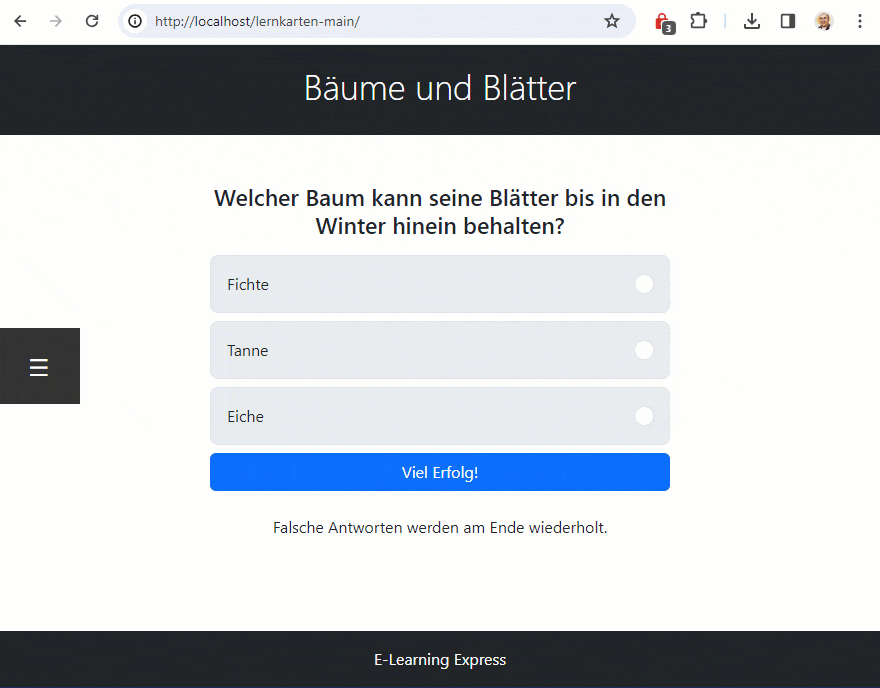 http://localhost/lernkarten-main/
3
Bäume und Blätter
Welcher Baum kann seine Blätter bis in den
Winter hinein behalten?
Fichte
Tanne
Eiche
Viel Erfolg!
Falsche Antworten werden am Ende wiederholt.
E-Learning Express